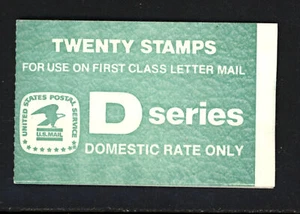 TWENTY STAMPS
FOR USE ON FIRST CLASS LETTER MAIL
D series
UNITED STATES POSTAL SERVICE
U.S.MAIL
DOMESTIC RATE ONLY